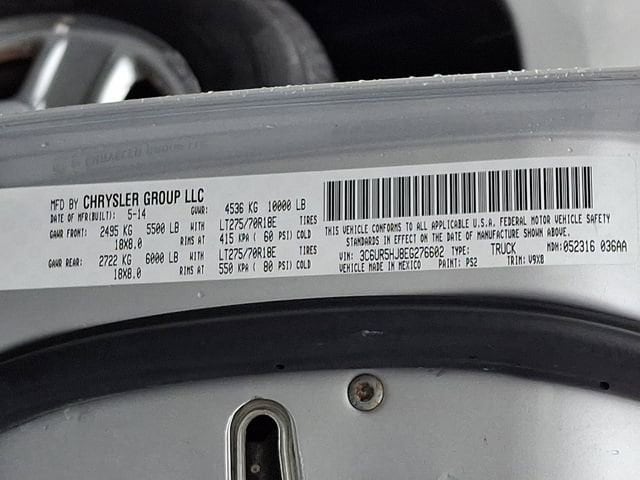 MFD BY CHRYSLER GROUP LLC
DATE OF MFR(BUILT): 5-14 GVWR: 4536 KG 10000 LB
GAWR FRONT: 2495 KG 5500 LB LT275/70R18E TIRES
18X8.0 RIMS AT 415 KPA ( 60 PSI) COLD
GAWR REAR: 2722 KG 6000 LB LT275/70R18E TIRES
18X8.0 RIMS AT 550 KPA ( 80 PSI) COLD
THIS VEHICLE CONFORMS TO ALL APPLICABLE U.S.A. FEDERAL MOTOR VEHICLE SAFETY
STANDARDS IN EFFECT ON THE DATE OF MANUFACTURE SHOWN ABOVE
VIN: 3C6UR5HJ8EG276602 TYPE: TRUCK MDH:052316 036AA
VEHICLE MADE IN MEXICO PAINT: PS2 TRIM: V9X8